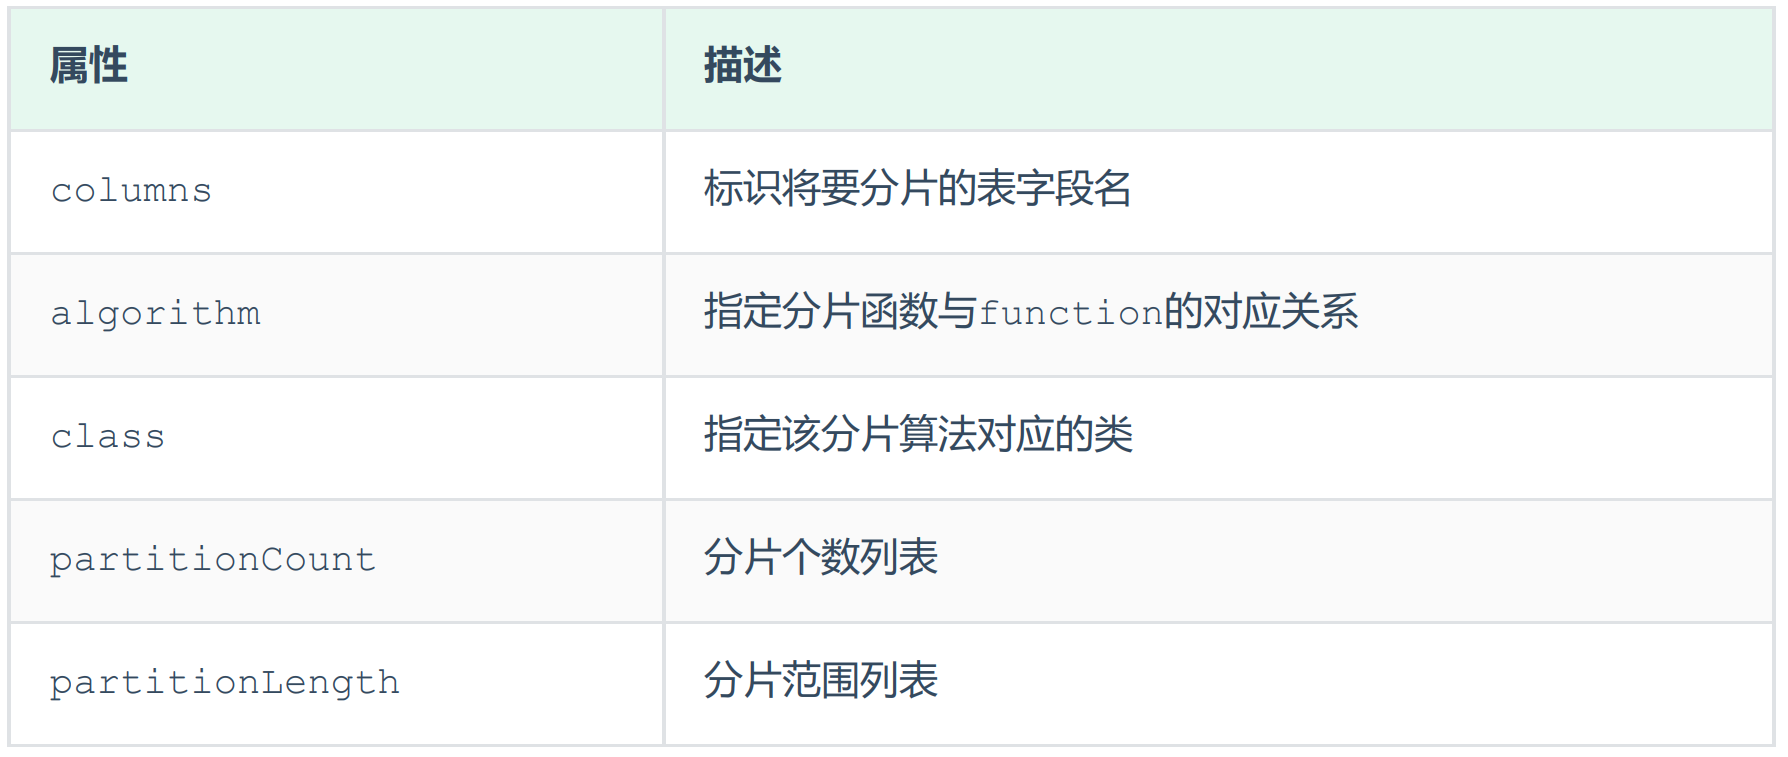 属性 描述
columns 标识将要分片的表字段名
algorithm 指定分片函数与function的对应关系
class 指定该分片算法对应的类
partitionCount 分片个数列表
partitionLength 分片范围列表